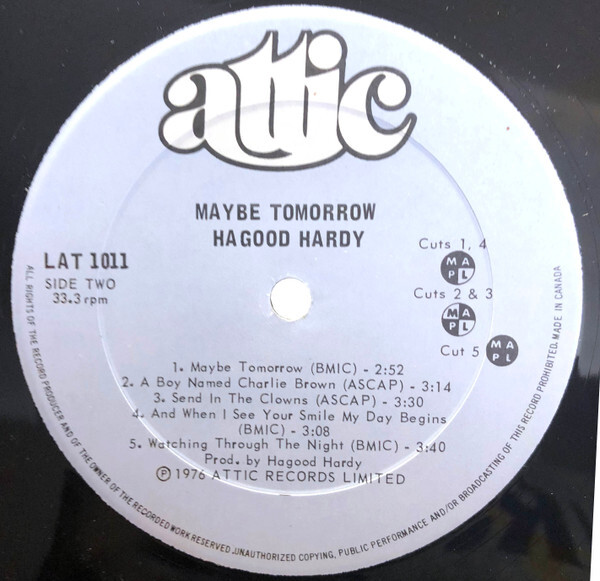 attic
MAYBE TOMORROW
HAGOOD HARDY
LAT 1011
SIDE TWO
33.3 rpm
Cuts 1, 4
M A
P L
Cuts 2 & 3
M A
P L
Cut 5
M A
P L
1. Maybe Tomorrow (BMIC) - 2:52
2. A Boy Named Charlie Brown (ASCAP) - 3:14
3. Send In The Clowns (ASCAP) - 3:30
4. And When I See Your Smile My Day Begins
(BMIC) - 3:08
5. Watching Through The Night (BMIC) - 3:40
Prod. by Hagood Hardy
Ⓟ 1976 ATTIC RECORDS LIMITED
ALL RIGHTS OF THE RECORD PRODUCER AND OF THE OWNER OF THE RECORDED WORK RESERVED. UNAUTHORIZED COPYING, PUBLIC PERFORMANCE AND/OR BROADCASTING OF THIS RECORD PROHIBITED. MADE IN CANADA